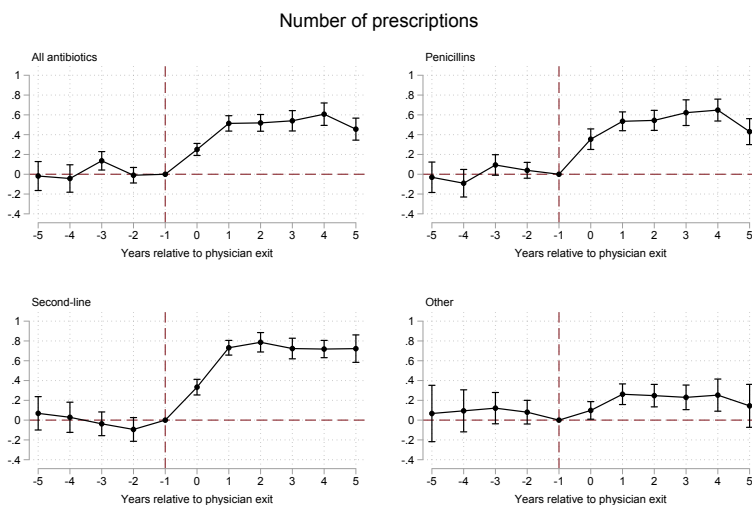 Number of prescriptions
All antibiotics
1
.8
.6
.4
.2
0
-.2
-.4
-5 -4 -3 -2 -1 0 1 2 3 4 5
Years relative to physician exit
Penicillins
1
.8
.6
.4
.2
0
-.2
-.4
-5 -4 -3 -2 -1 0 1 2 3 4 5
Years relative to physician exit
Second-line
1
.8
.6
.4
.2
0
-.2
-.4
-5 -4 -3 -2 -1 0 1 2 3 4 5
Years relative to physician exit
Other
1
.8
.6
.4
.2
0
-.2
-.4
-5 -4 -3 -2 -1 0 1 2 3 4 5
Years relative to physician exit